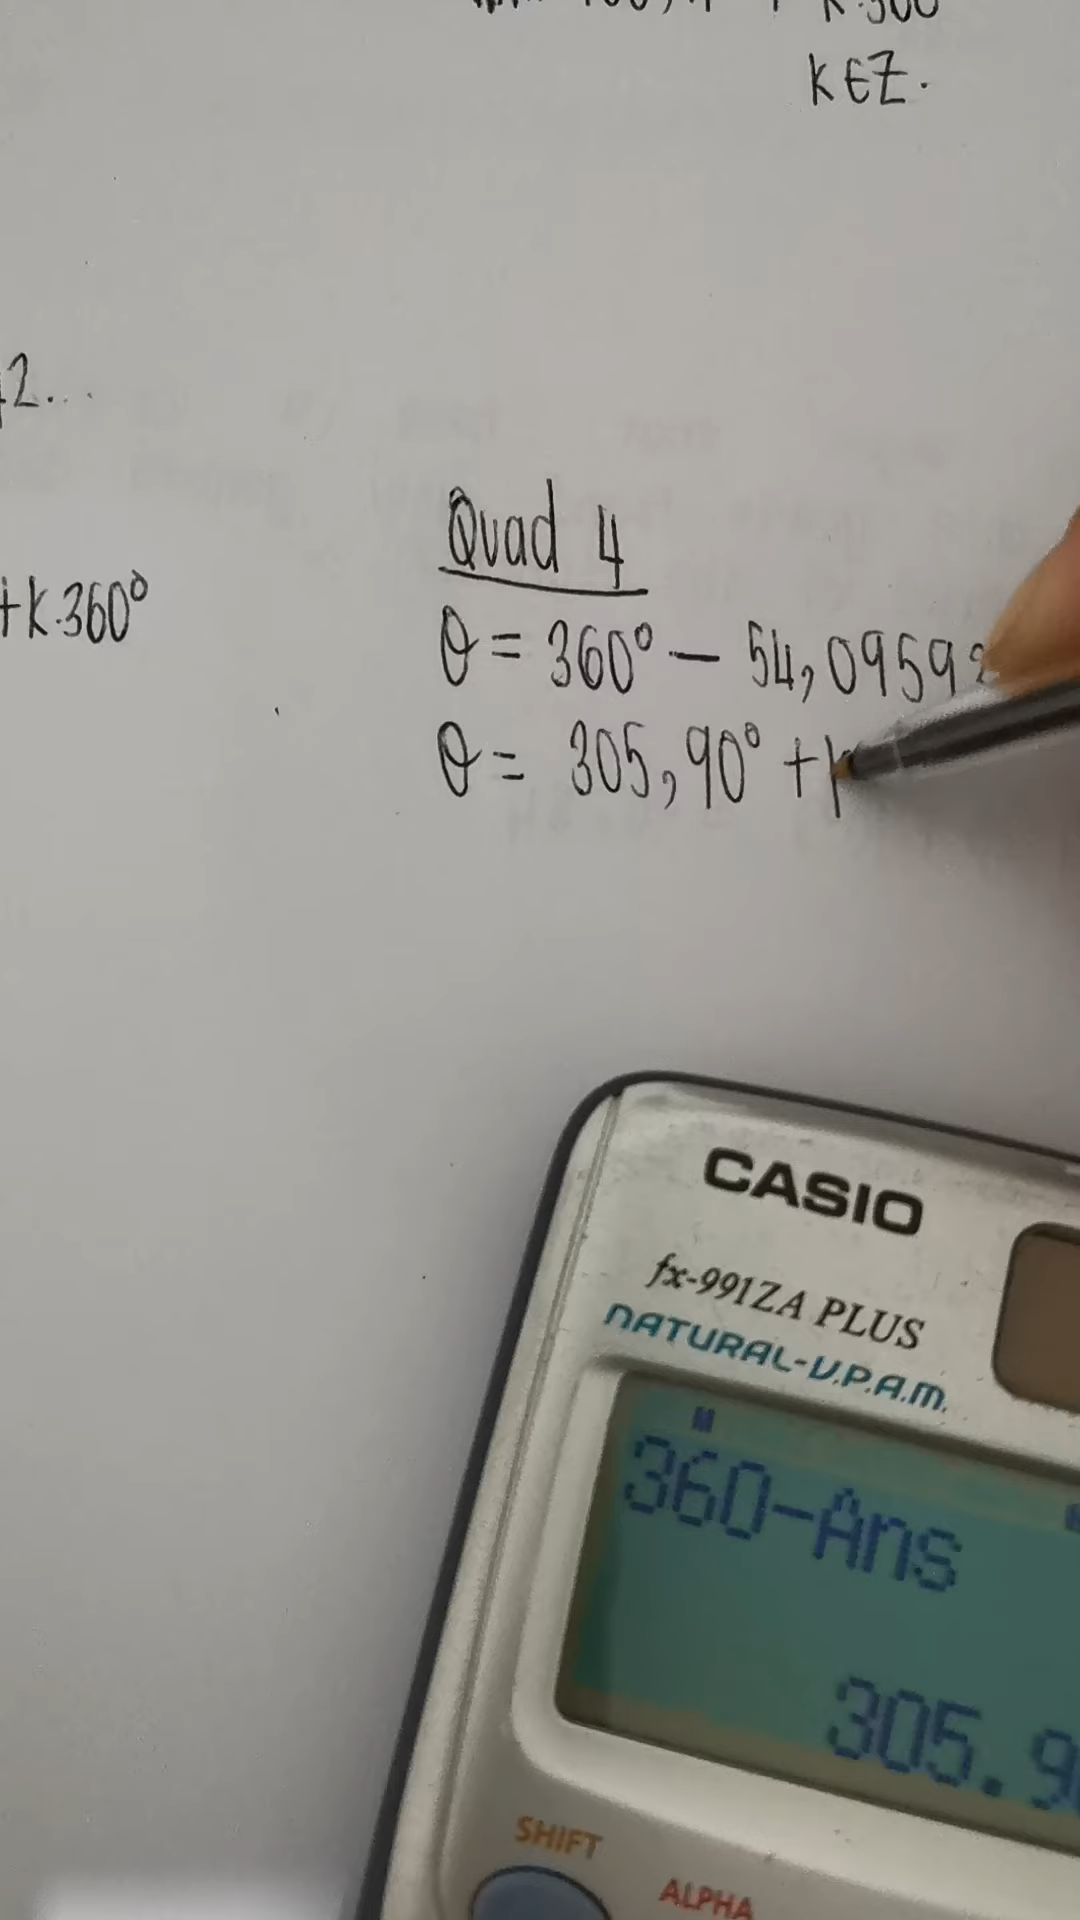 K∈Z.
2...
+k.360°
Quad 4
θ = 360° – 54,0959
θ = 305,90° +k
CASIO
fx-991ZA PLUS
NATURAL-V.P.A.M.
M
360-Ans
305.9
SHIFT
ALPHA